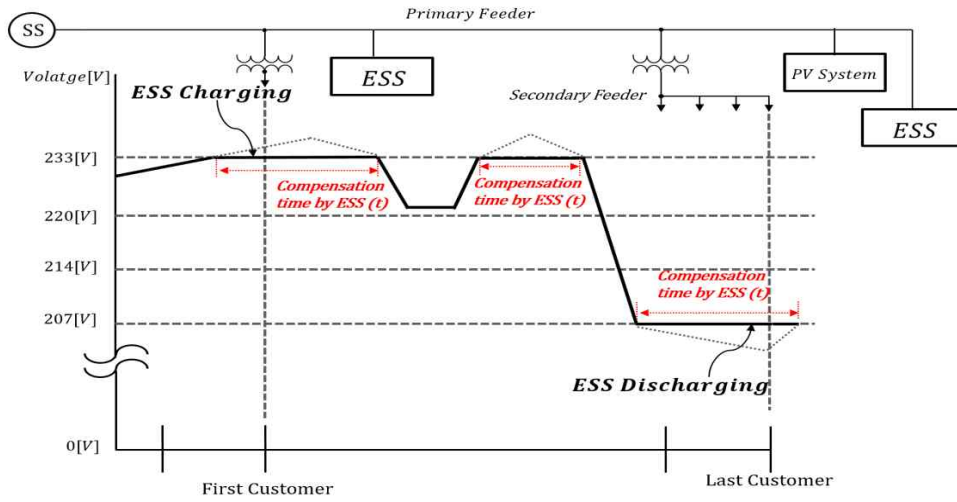 Primary Feeder
SS
Volatge[V]
ESS
PV System
ESS Charging
Secondary Feeder
ESS
233[V]
Compensation
time by ESS (t)
Compensation
time by ESS (t)
220[V]
214[V]
Compensation
time by ESS (t)
207[V]
ESS Discharging
0[V]
First Customer
Last Customer